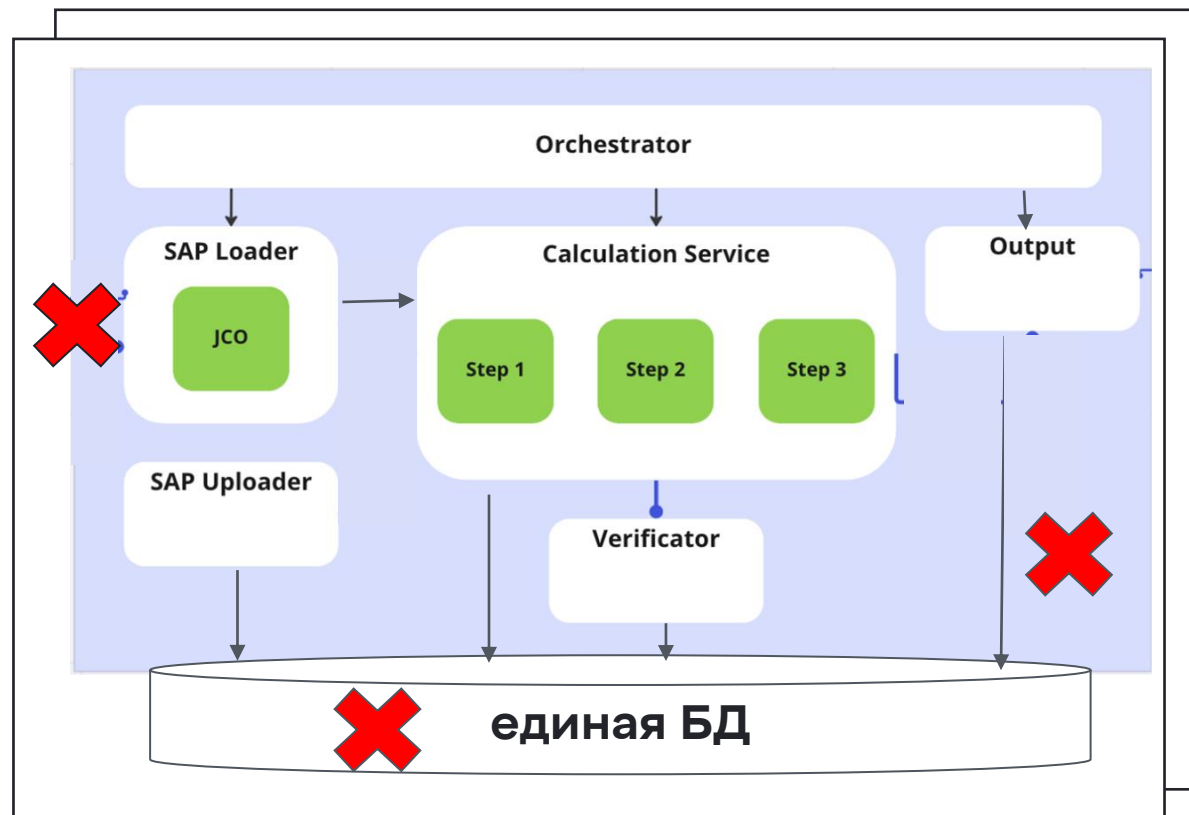 Orchestrator
SAP Loader
JCO
Calculation Service
Step 1
Step 2
Step 3
Output
SAP Uploader
Verificator
единая БД